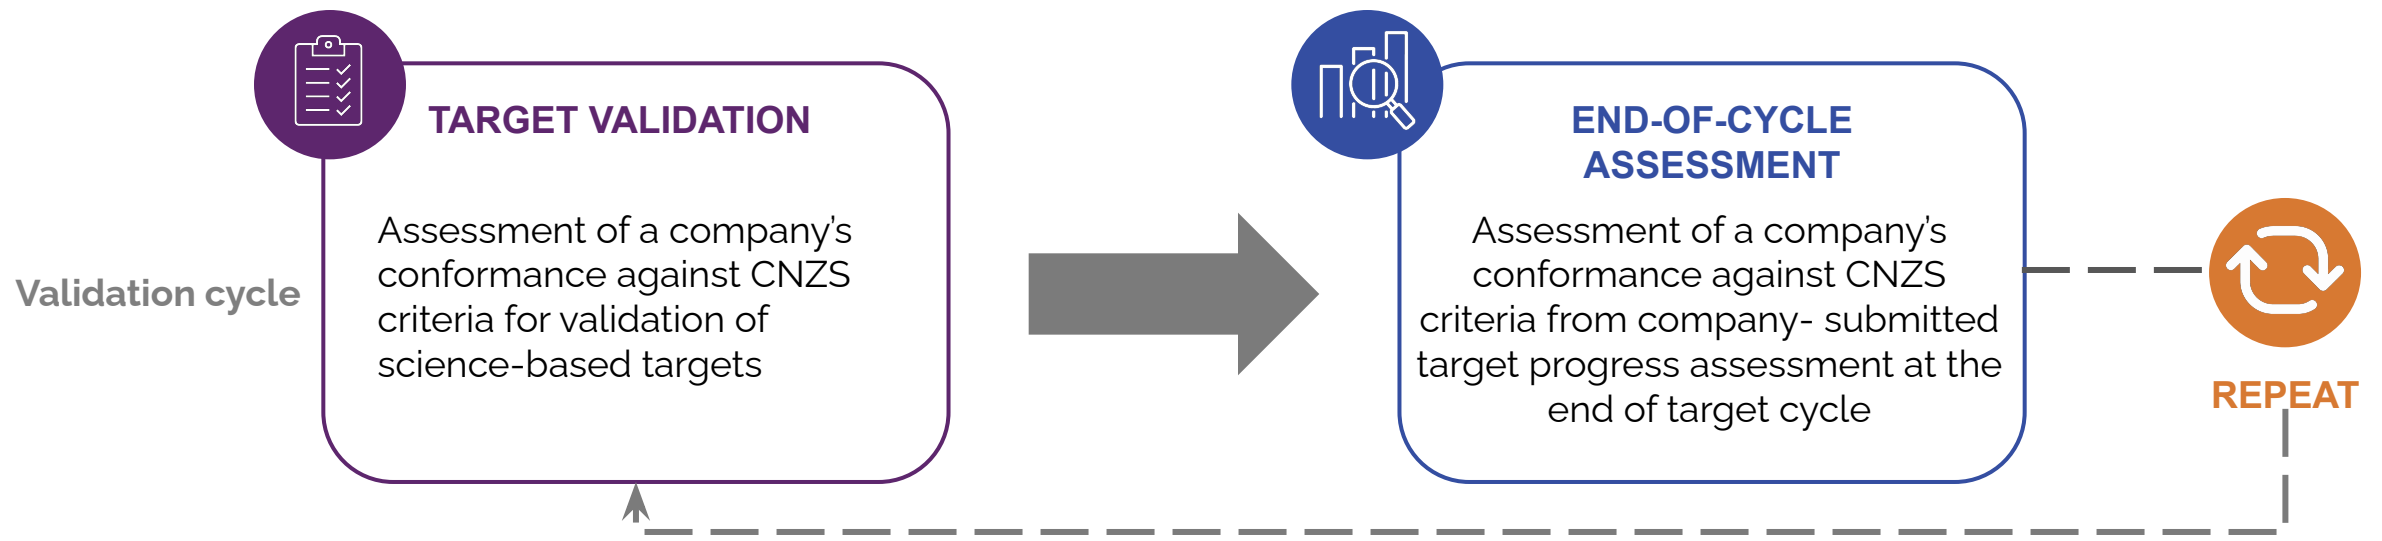 Validation cycle
TARGET VALIDATION
Assessment of a company’s
conformance against CNZS
criteria for validation of
science-based targets
END-OF-CYCLE
ASSESSMENT
Assessment of a company’s
conformance against CNZS
criteria from company- submitted
target progress assessment at the
end of target cycle
REPEAT